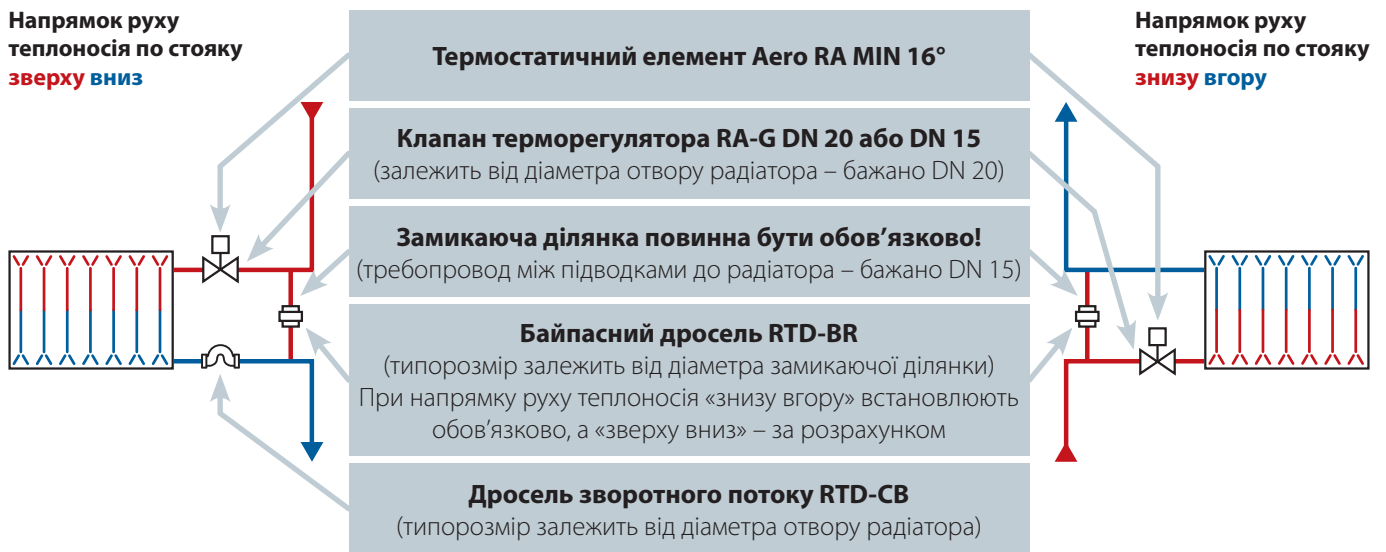 Напрямок руху
теплоносія по стояку
зверху вниз
Термостатичний елемент Aero RA MIN 16°
Клапан терморегулятора RA-G DN 20 або DN 15
(залежить від діаметра отвору радіатора – бажано DN 20)
Замикаюча ділянка повинна бути обов’язково!
(требопровод між підводками до радіатора – бажано DN 15)
Байпасний дросель RTD-BR
(типорозмір залежить від діаметра замикаючої ділянки)
При напрямку руху теплоносія «знизу вгору» встановлюють
обов’язково, а «зверху вниз» – за розрахунком
Дросель зворотного потоку RTD-CB
(типорозмір залежить від діаметра отвору радіатора)
Напрямок руху
теплоносія по стояку
знизу вгору